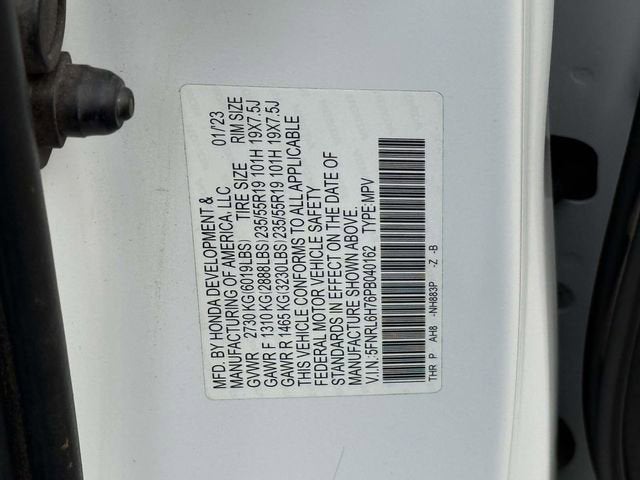 MFD. BY HONDA DEVELOPMENT & 01/23
MANUFACTURING OF AMERICA, LLC
GVWR 2730 KG(6019LBS) TIRE SIZE RIM SIZE
GAWR F 1310 KG(2888LBS)235/55R19 101H 19X7.5J
GAWR R 1465 KG(3230LBS)235/55R19 101H 19X7.5J
THIS VEHICLE CONFORMS TO ALL APPLICABLE
FEDERAL MOTOR VEHICLE SAFETY
STANDARDS IN EFFECT ON THE DATE OF
MANUFACTURE SHOWN ABOVE.
V.I.N.:5FNRL6H76PB040162 TYPE:MPV
THR P AH8 -NH883P -Z -B